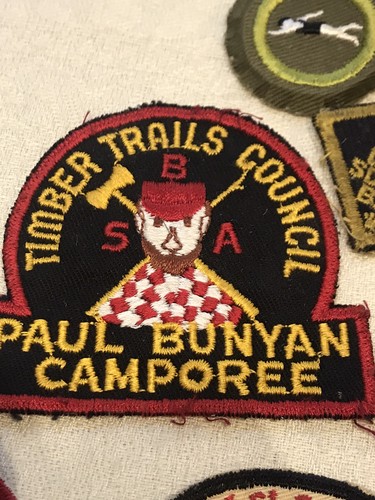 TIMBER TRAILS COUNCIL
B
S A
PAUL BUNYAN
CAMPOREE